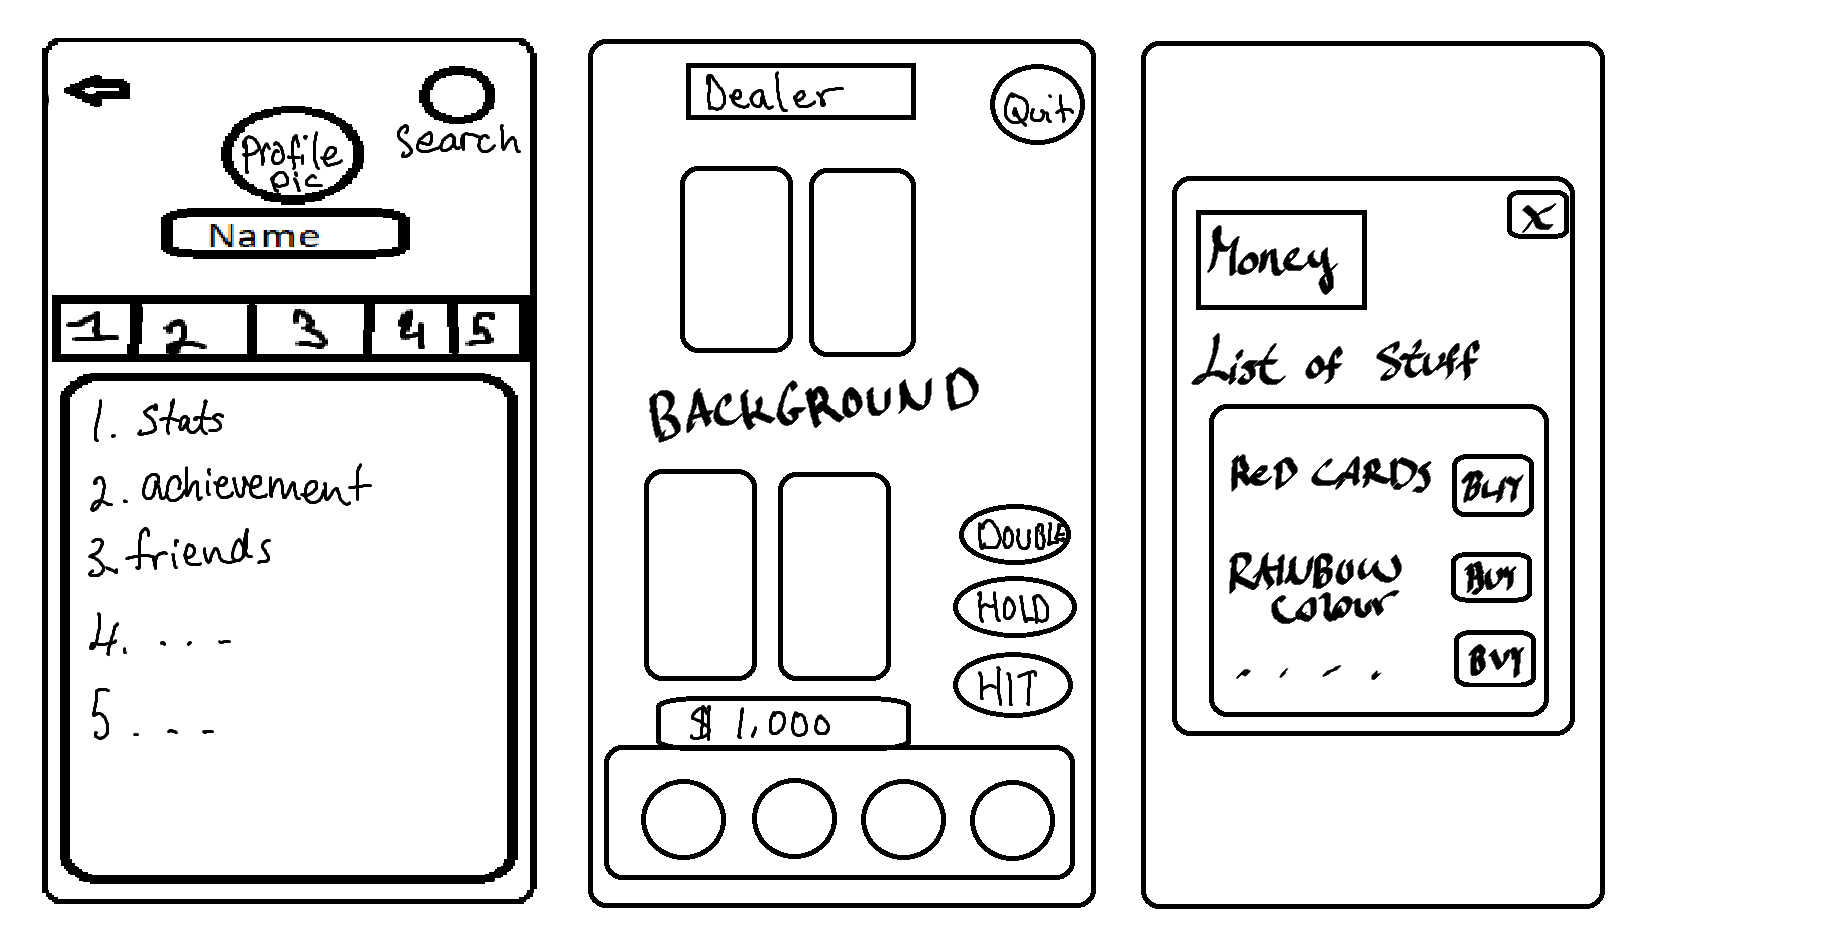 Search
Profile
pic
Name
1 2 3 4 5
1. Stats
2. achievement
3. friends
4. . . -
5 . - -
Dealer
Quit
BACKGROUND
DOUBLE
HOLD
HIT
$ 1,000
X
Money
List of Stuff
ReD CARDS BUY
RAINBOW BUY
Colour
. . . . BUY